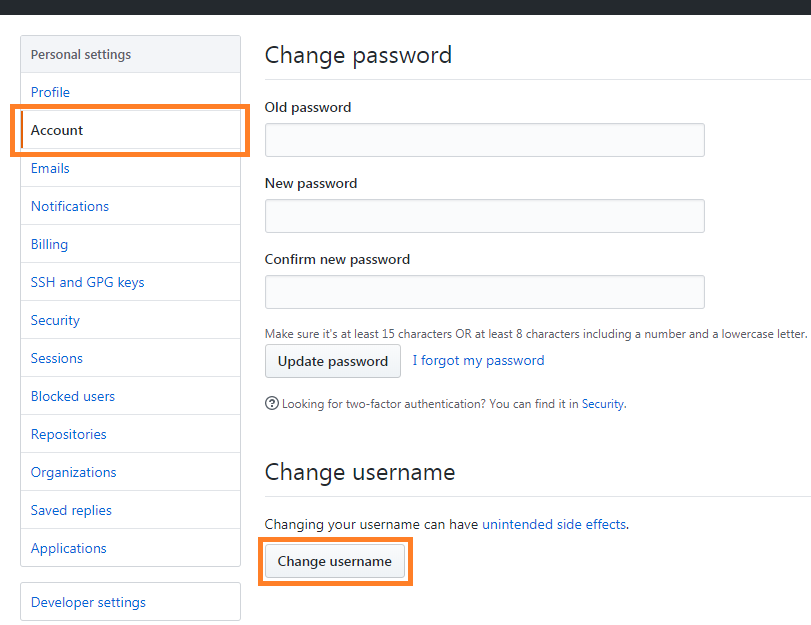 Personal settings
Profile
Account
Emails
Notifications
Billing
SSH and GPG keys
Security
Sessions
Blocked users
Repositories
Organizations
Saved replies
Applications
Developer settings
Change password
Old password
New password
Confirm new password
Make sure it's at least 15 characters OR at least 8 characters including a number and a lowercase letter.
Update password I forgot my password
Looking for two-factor authentication? You can find it in Security.
Change username
Changing your username can have unintended side effects.
Change username